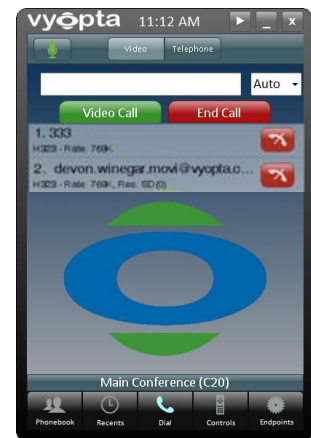 vyopta 11:12 AM
Video Telephone
Auto
Video Call End Call
1. 333
H323 - Rate: 768K,
2. devon.winegar.movi@vyopta.c...
H323 - Rate: 768K, Res: SD(0)
Main Conference (C20)
Phonebook Recents Dial Controls Endpoints